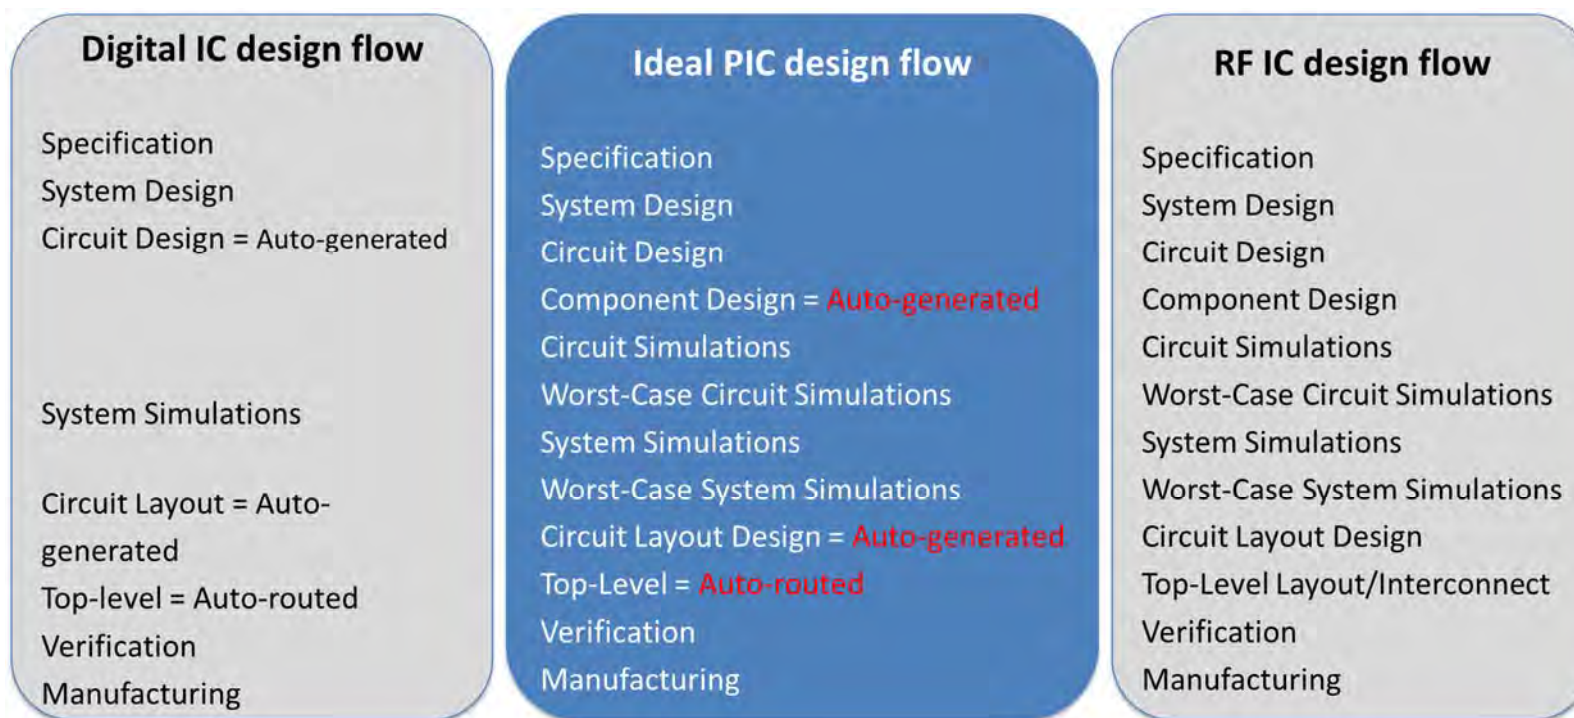 Digital IC design flow
Specification
System Design
Circuit Design = Auto-generated
System Simulations
Circuit Layout = Auto-
generated
Top-level = Auto-routed
Verification
Manufacturing
Ideal PIC design flow
Specification
System Design
Circuit Design
Component Design = Auto-generated
Circuit Simulations
Worst-Case Circuit Simulations
System Simulations
Worst-Case System Simulations
Circuit Layout Design = Auto-generated
Top-Level = Auto-routed
Verification
Manufacturing
RF IC design flow
Specification
System Design
Circuit Design
Component Design
Circuit Simulations
Worst-Case Circuit Simulations
System Simulations
Worst-Case System Simulations
Circuit Layout Design
Top-Level Layout/Interconnect
Verification
Manufacturing